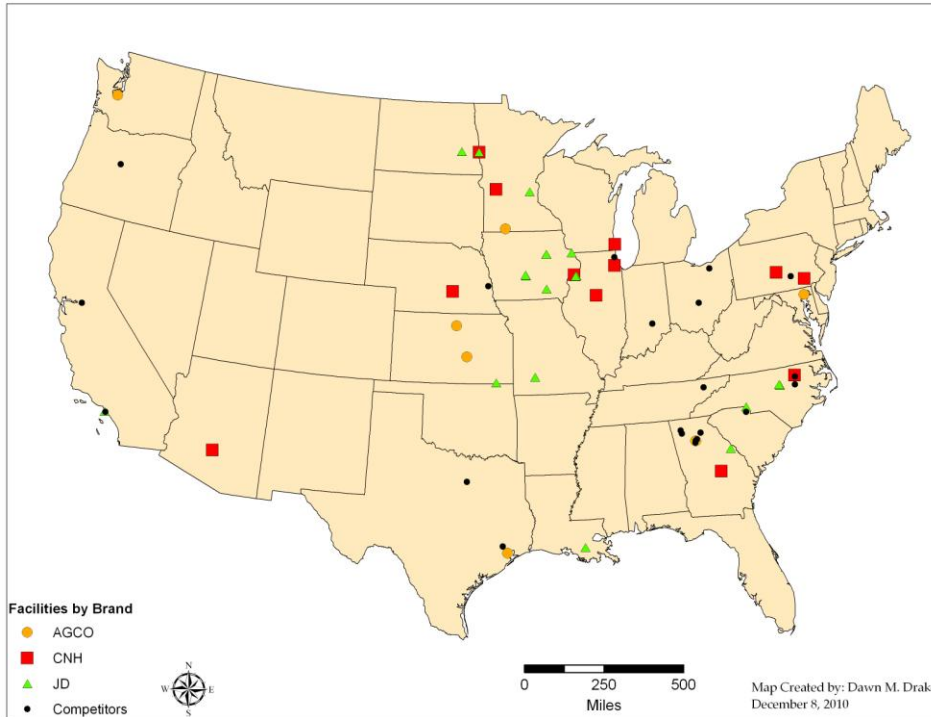 Facilities by Brand
AGCO
CNH
JD
Competitors
N
W E
S
0 250 500
Miles
Map Created by: Dawn M. Drak
December 8, 2010